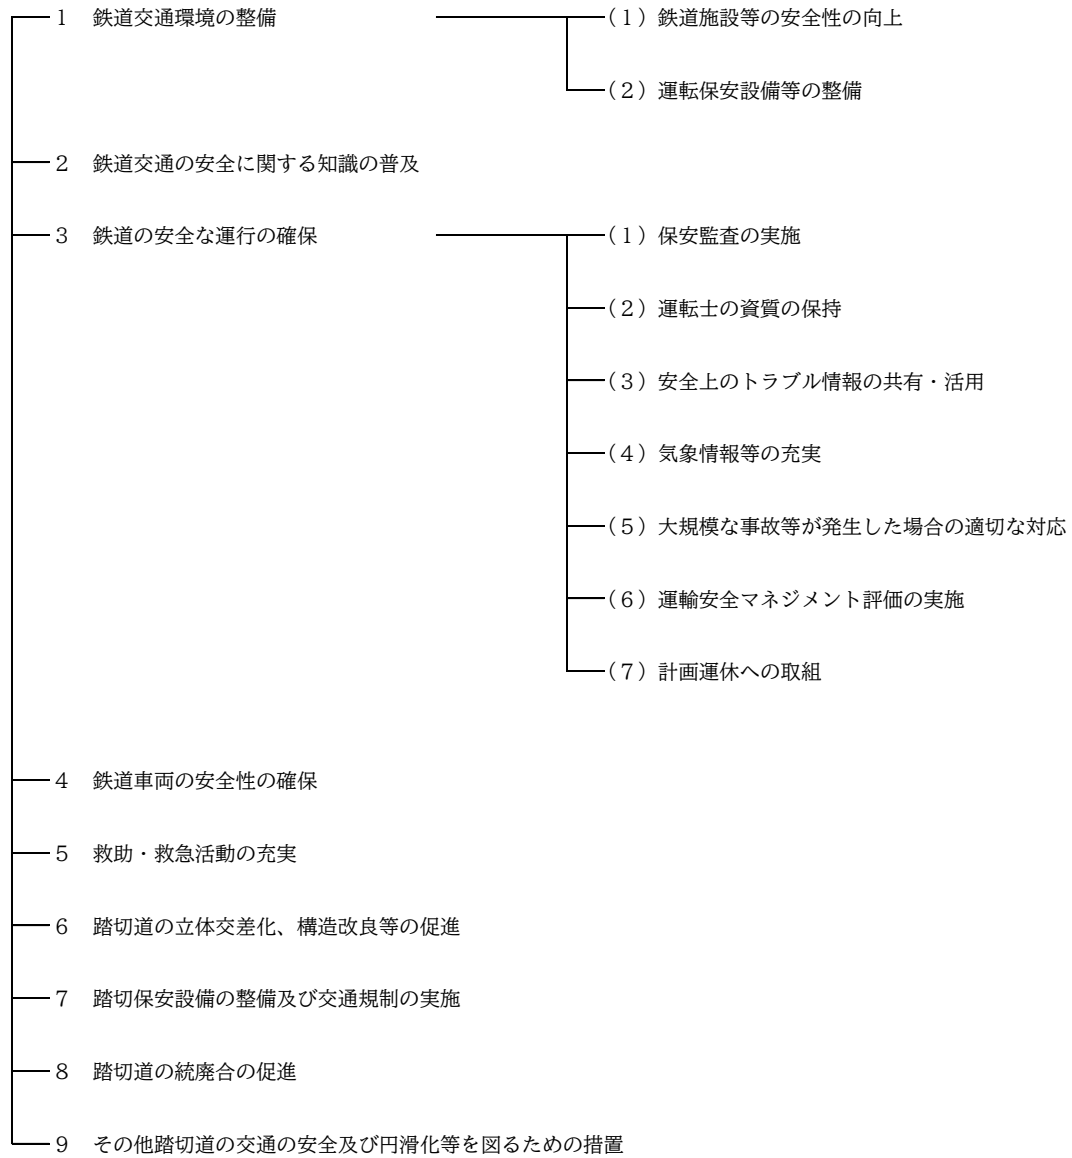 １　鉄道交通環境の整備　（１）鉄道施設等の安全性の向上
（２）運転保安設備等の整備
２　鉄道交通の安全に関する知識の普及
３　鉄道の安全な運行の確保　（１）保安監査の実施
（２）運転士の資質の保持
（３）安全上のトラブル情報の共有・活用
（４）気象情報等の充実
（５）大規模な事故等が発生した場合の適切な対応
（６）運輸安全マネジメント評価の実施
（７）計画運休への取組
４　鉄道車両の安全性の確保
５　救助・救急活動の充実
６　踏切道の立体交差化、構造改良等の促進
７　踏切保安設備の整備及び交通規制の実施
８　踏切道の統廃合の促進
９　その他踏切道の交通の安全及び円滑化等を図るための措置